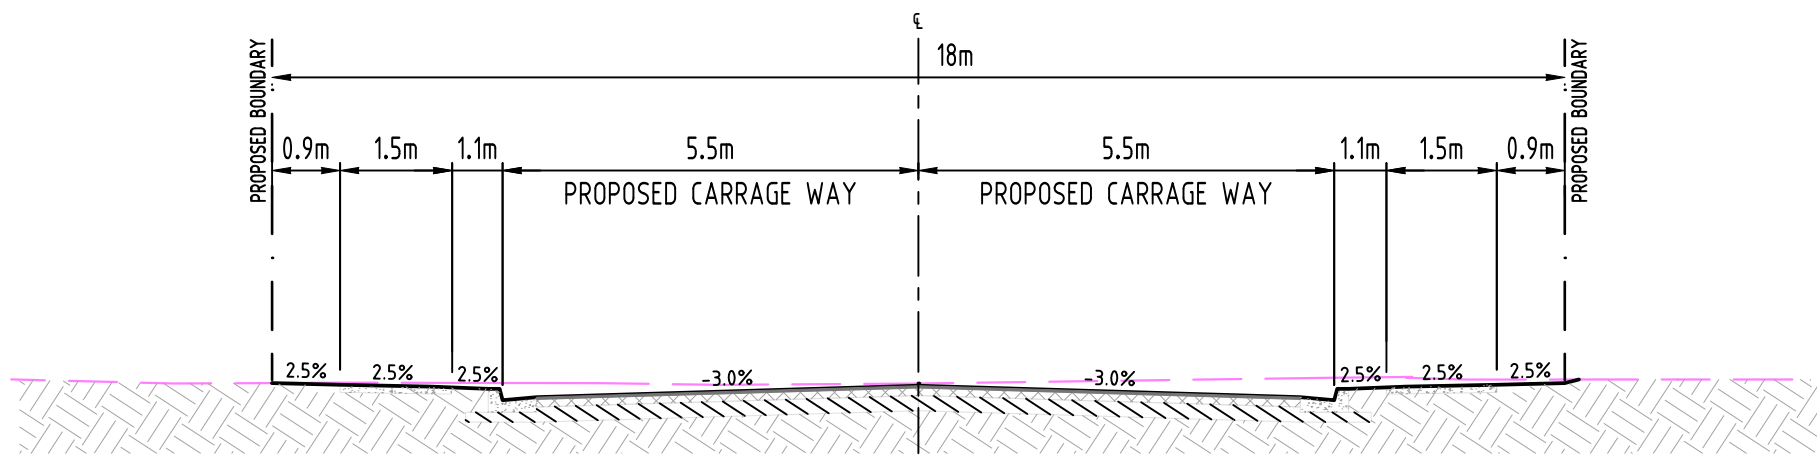 ℄
18m
PROPOSED BOUNDARY
PROPOSED BOUNDARY
0.9m 1.5m 1.1m 5.5m 5.5m 1.1m 1.5m 0.9m
PROPOSED CARRAGE WAY PROPOSED CARRAGE WAY
2.5% 2.5% 2.5% -3.0% -3.0% 2.5% 2.5% 2.5%